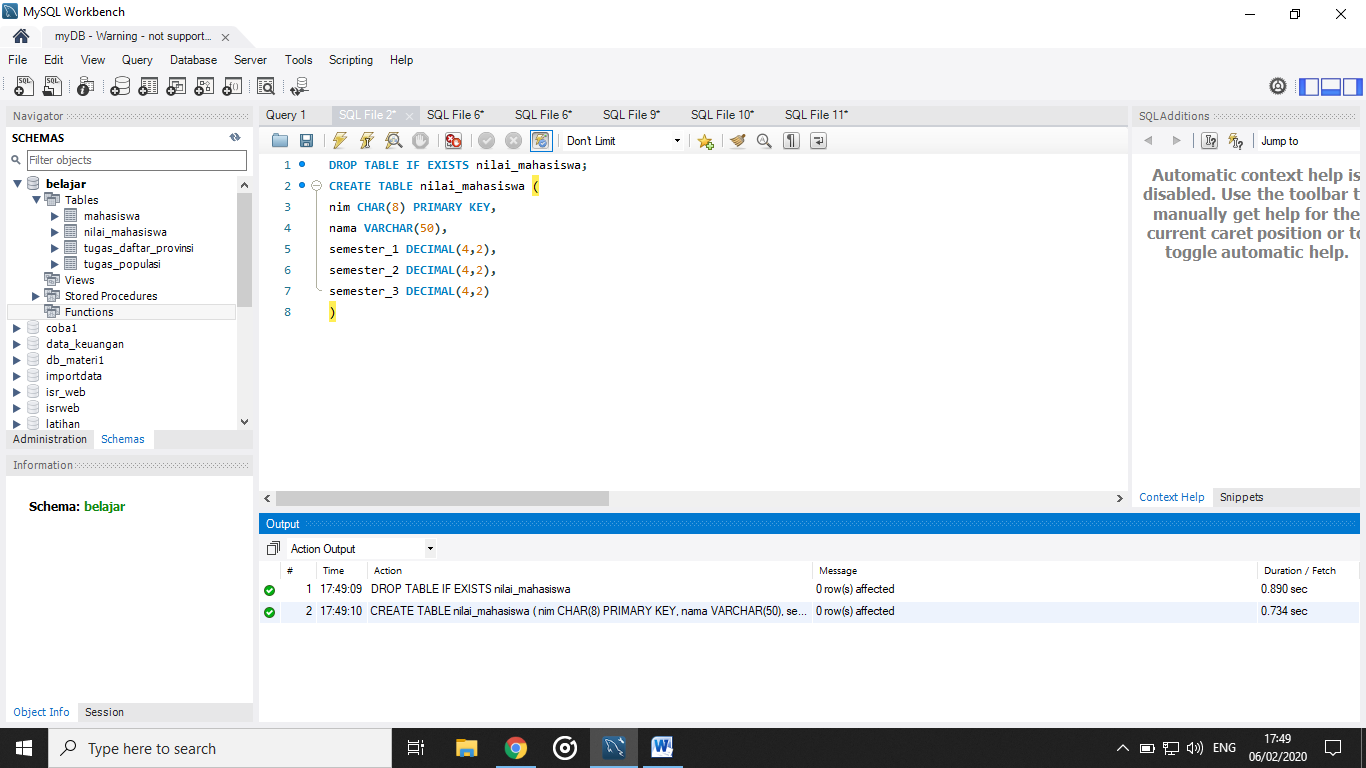 MySQL Workbench
myDB - Warning - not support...
File Edit View Query Database Server Tools Scripting Help
Navigator
SCHEMAS
Filter objects
belajar
Tables
mahasiswa
nilai_mahasiswa
tugas_daftar_provinsi
tugas_populasi
Views
Stored Procedures
Functions
coba1
data_keuangan
db_materi1
importdata
isr_web
isrweb
latihan
Administration Schemas
Information
Schema: belajar
Object Info Session
Query 1 SQL File 2* SQL File 6* SQL File 6* SQL File 9* SQL File 10* SQL File 11*
Don't Limit
1 DROP TABLE IF EXISTS nilai_mahasiswa;
2 CREATE TABLE nilai_mahasiswa (
3 nim CHAR(8) PRIMARY KEY,
4 nama VARCHAR(50),
5 semester_1 DECIMAL(4,2),
6 semester_2 DECIMAL(4,2),
7 semester_3 DECIMAL(4,2)
8 )
SQLAdditions
Jump to
Automatic context help is
disabled. Use the toolbar t
manually get help for the
current caret position or to
toggle automatic help.
Context Help Snippets
Output
Action Output
# Time Action Message Duration / Fetch
1 17:49:09 DROP TABLE IF EXISTS nilai_mahasiswa 0 row(s) affected 0.890 sec
2 17:49:10 CREATE TABLE nilai_mahasiswa ( nim CHAR(8) PRIMARY KEY, nama VARCHAR(50), se... 0 row(s) affected 0.734 sec
Type here to search
ENG
17:49
06/02/2020